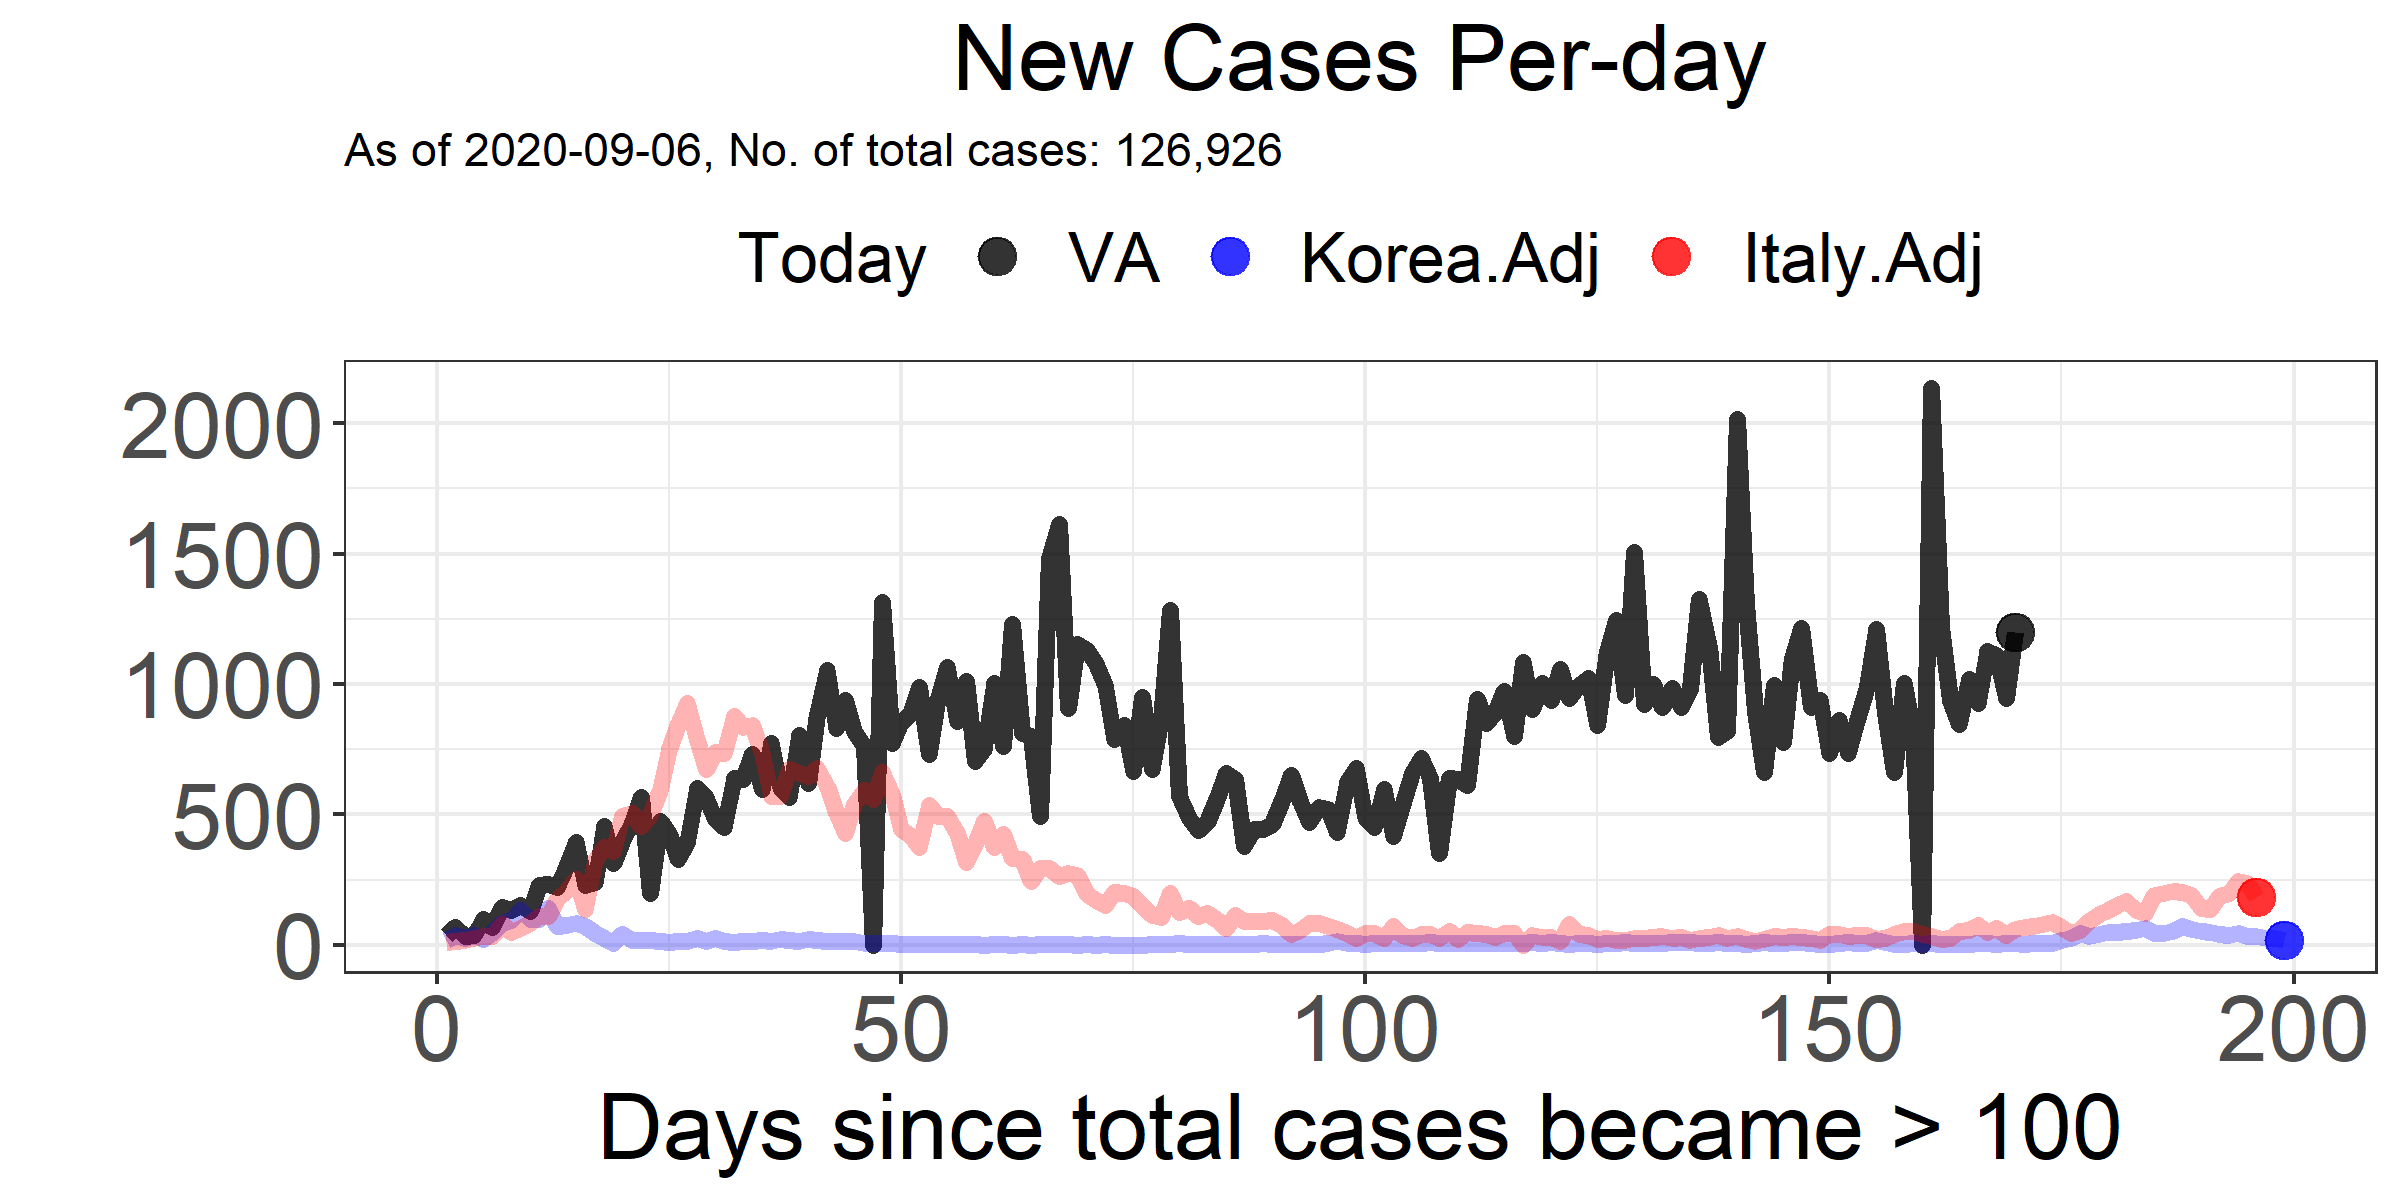 New Cases Per-day
As of 2020-09-06, No. of total cases: 126,926
Today VA Korea.Adj Italy.Adj
2000
1500
1000
500
0
0 50 100 150 200
Days since total cases became > 100